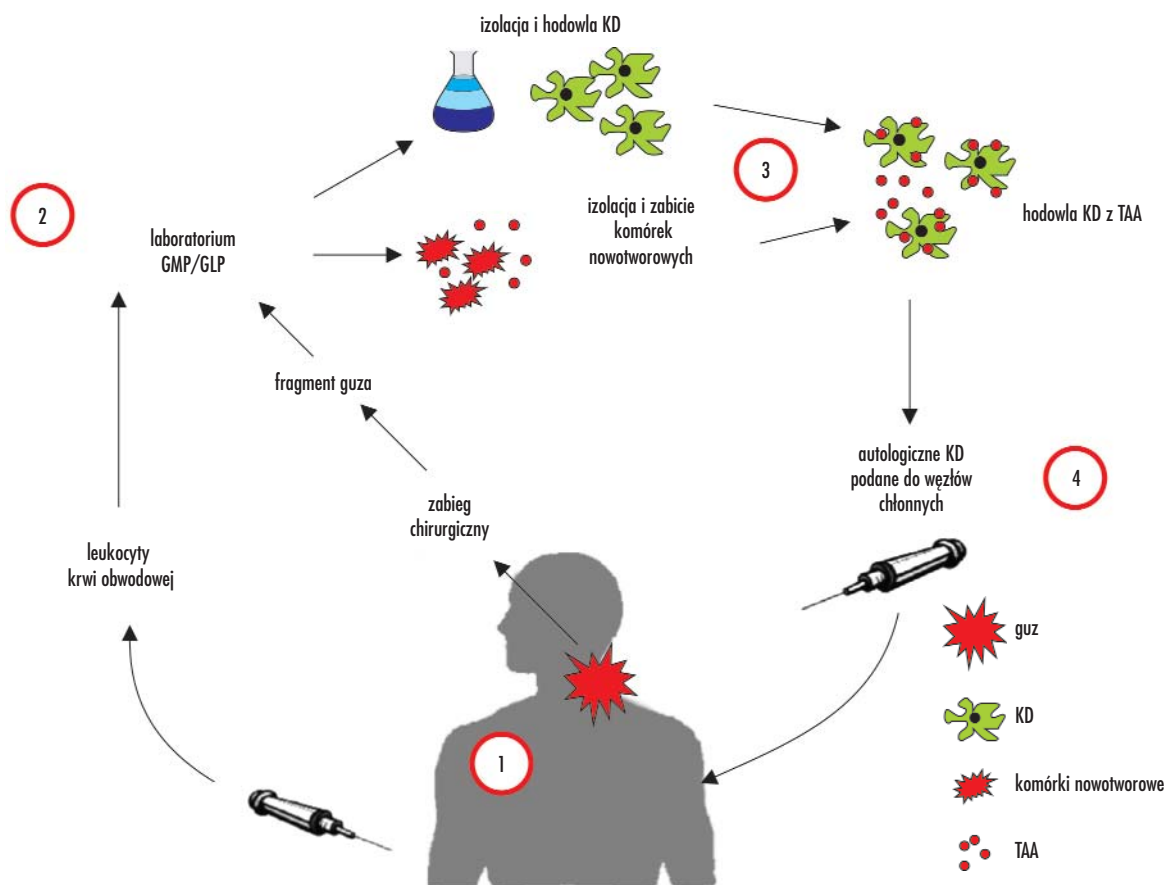 izolacja i hodowla KD
2
laboratorium
GMP/GLP
3
izolacja i zabicie
komórek
nowotworowych
hodowla KD z TAA
fragment guza
zabieg
chirurgiczny
leukocyty
krwi obwodowej
autologiczne KD
podane do węzłów
chłonnych
4
1
guz
KD
komórki nowotworowe
TAA